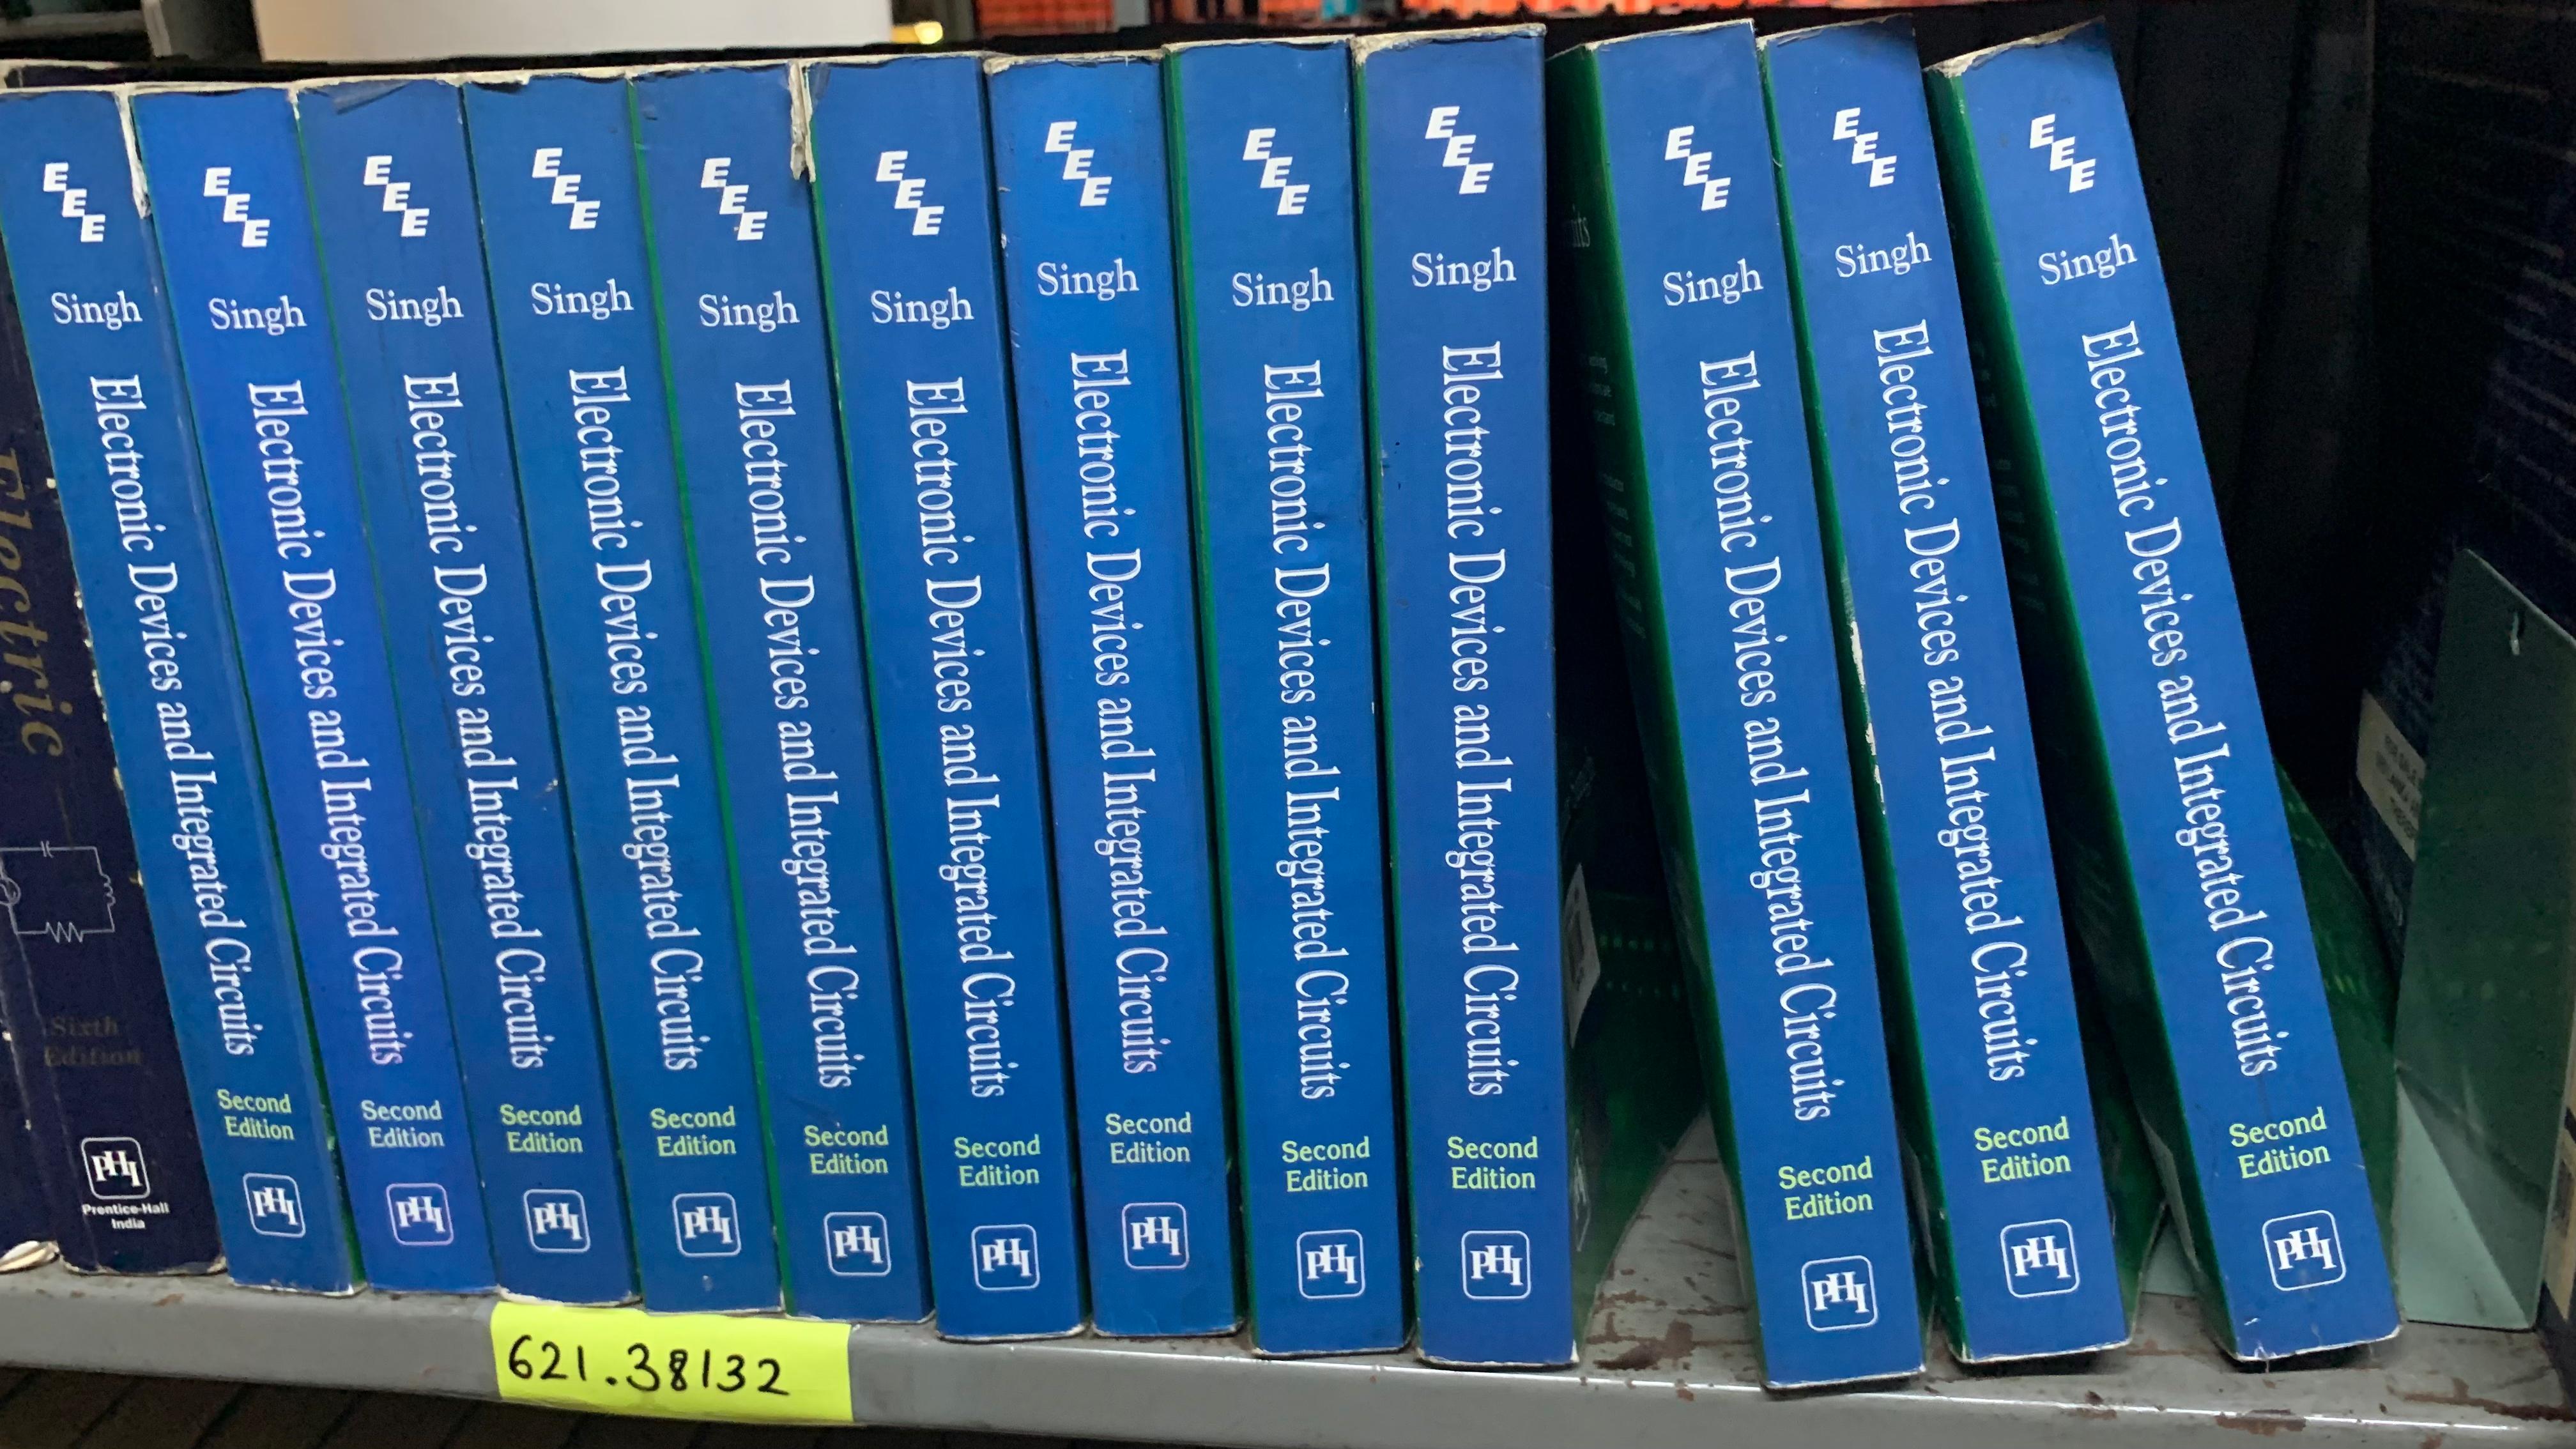 Electric
Sixth
Edition
PHI
Prentice-Hall
India
EEE
Singh
Electronic Devices and Integrated Circuits
Second
Edition
PHI
EEE
Singh
Electronic Devices and Integrated Circuits
Second
Edition
PHI
EEE
Singh
Electronic Devices and Integrated Circuits
Second
Edition
PHI
EEE
Singh
Electronic Devices and Integrated Circuits
Second
Edition
PHI
EEE
Singh
Electronic Devices and Integrated Circuits
Second
Edition
PHI
EEE
Singh
Electronic Devices and Integrated Circuits
Second
Edition
PHI
EEE
Singh
Electronic Devices and Integrated Circuits
Second
Edition
PHI
EEE
Singh
Electronic Devices and Integrated Circuits
Second
Edition
PHI
EEE
Singh
Electronic Devices and Integrated Circuits
Second
Edition
PHI
EEE
Singh
Electronic Devices and Integrated Circuits
Second
Edition
PHI
EEE
Singh
Electronic Devices and Integrated Circuits
Second
Edition
PHI
EEE
Singh
Electronic Devices and Integrated Circuits
Second
Edition
PHI
621.38132